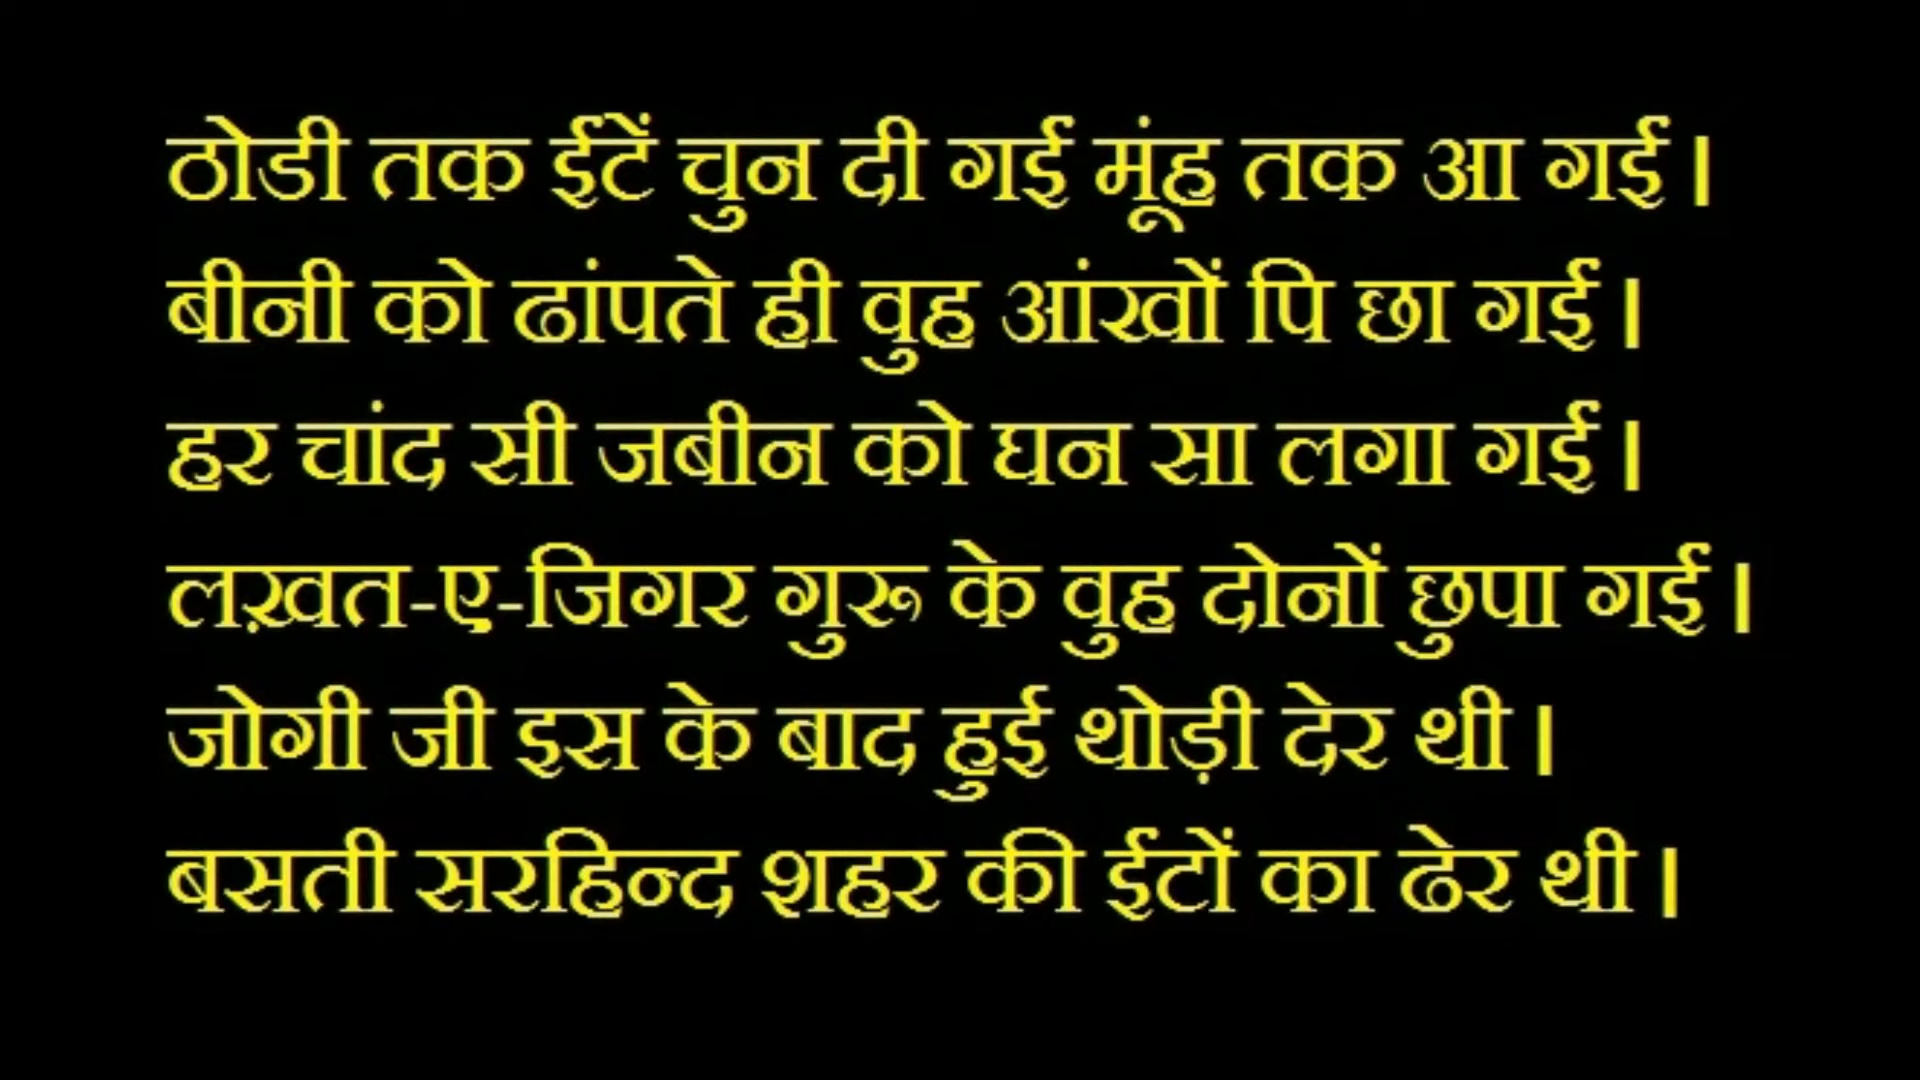 ठोडी तक ईटें चुन दी गई मूंह तक आ गई ।
बीनी को ढांपते ही वुह आंखों पि छा गई ।
हर चांद सी जबीन को घन सा लगा गई ।
लख़वत-ए-जिगर गुरू के वुह दोनों छुपा गई ।
जोगी जी इस के बाद हुई थोड़ी देर थी ।
बसती सरहिन्द शहर की ईटों का ढेर थी ।